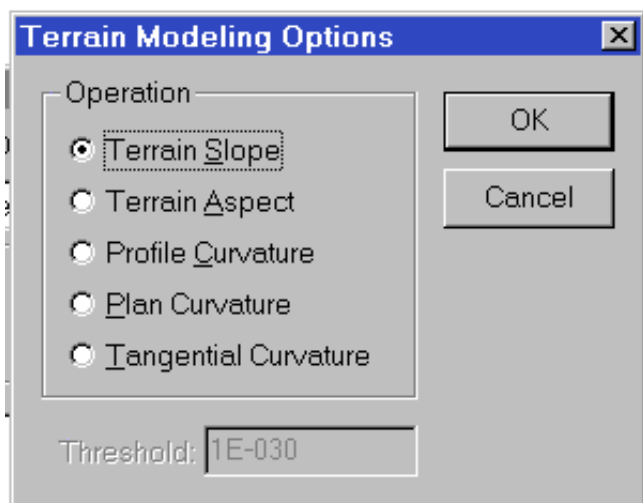 Terrain Modeling Options
Operation
Terrain Slope
Terrain Aspect
Profile Curvature
Plan Curvature
Tangential Curvature
OK
Cancel
Threshold: 1E-030